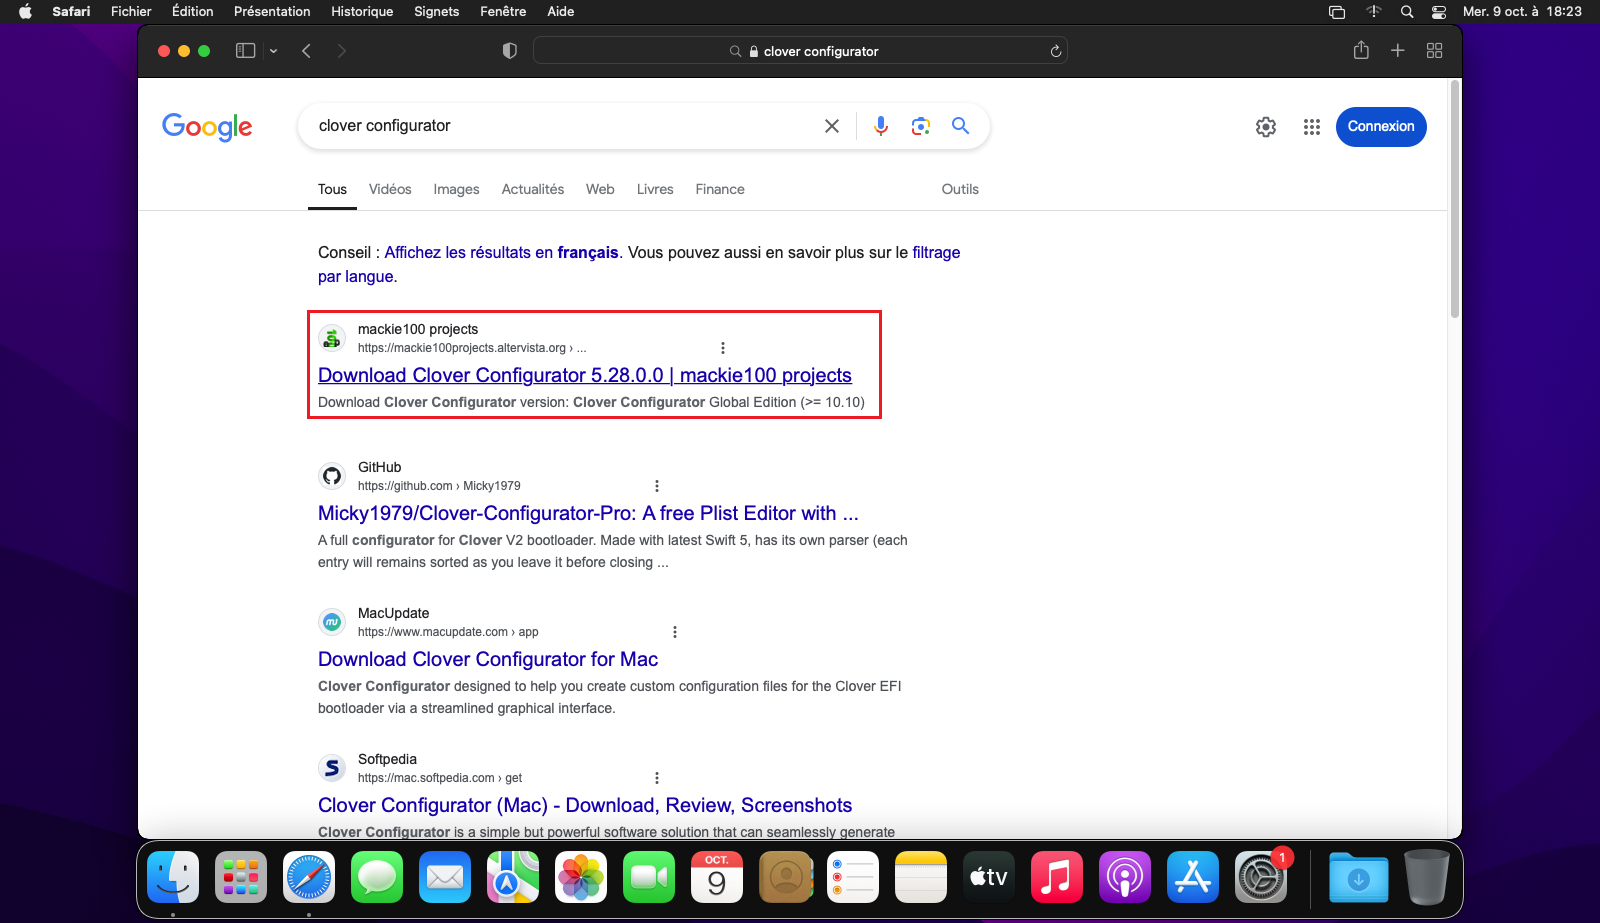 Safari Fichier Édition Présentation Historique Signets Fenêtre Aide Mer. 9 oct. à 18:23
clover configurator
Google
clover configurator
Connexion
Tous Vidéos Images Actualités Web Livres Finance Outils
Conseil : Affichez les résultats en français. Vous pouvez aussi en savoir plus sur le filtrage
par langue.
mackie100 projects
https://mackie100projects.altervista.org › ...
Download Clover Configurator 5.28.0.0 | mackie100 projects
Download Clover Configurator version: Clover Configurator Global Edition (>= 10.10)
GitHub
https://github.com › Micky1979
Micky1979/Clover-Configurator-Pro: A free Plist Editor with ...
A full configurator for Clover V2 bootloader. Made with latest Swift 5, has its own parser (each
entry will remains sorted as you leave it before closing ...
MacUpdate
https://www.macupdate.com › app
Download Clover Configurator for Mac
Clover Configurator designed to help you create custom configuration files for the Clover EFI
bootloader via a streamlined graphical interface.
Softpedia
https://mac.softpedia.com › get
Clover Configurator (Mac) - Download, Review, Screenshots
Clover Configurator is a simple but powerful software solution that can seamlessly generate
OCT.
9
tv
1